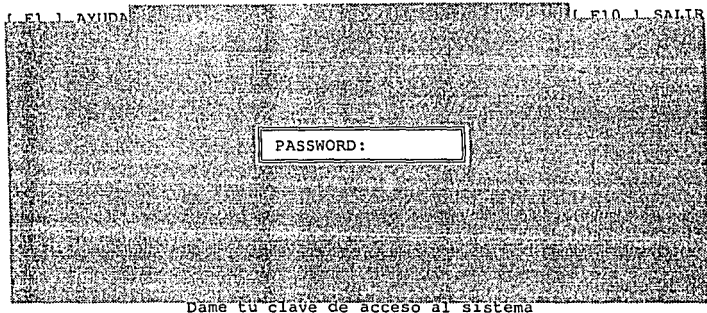 [ F1 ] AYUDA [ F10 ] SALIR
PASSWORD:
Dame tu clave de acceso al sistema